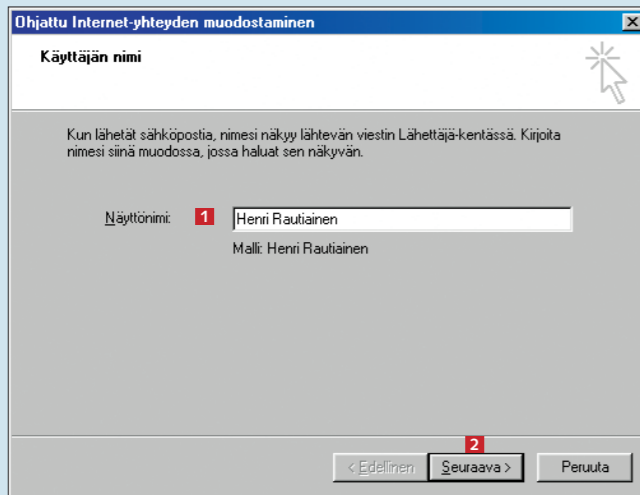 Ohjattu Internet-yhteyden muodostaminen
Käyttäjän nimi
Kun lähetät sähköpostia, nimesi näkyy lähtevän viestin Lähettäjä-kentässä. Kirjoita
nimesi siinä muodossa, jossa haluat sen näkyvän.
Näyttönimi: 1 Henri Rautiainen
Malli: Henri Rautiainen
2
< Edellinen Seuraava > Peruuta